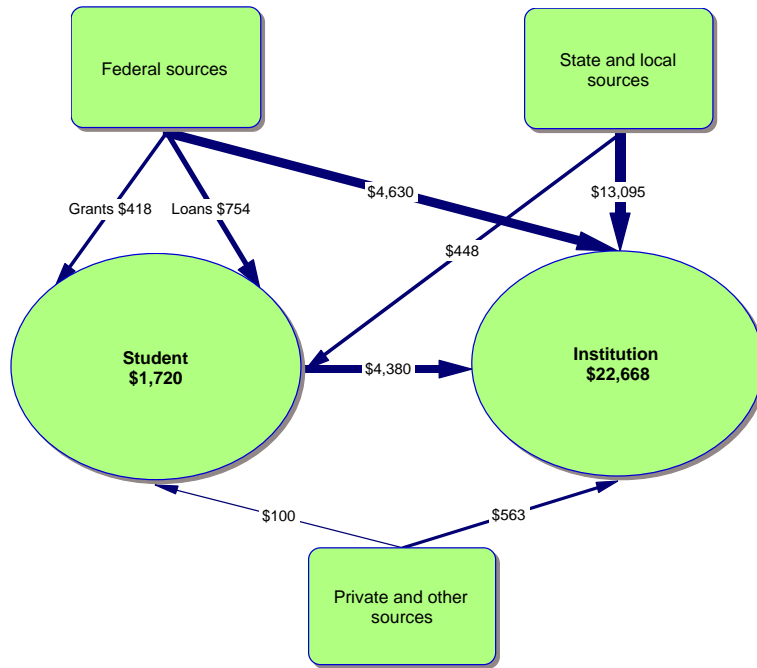 Federal sources
State and local
sources
$4,630
$13,095
Grants $418
Loans $754
$448
Student
$1,720
$4,380
Institution
$22,668
$100
$563
Private and other
sources